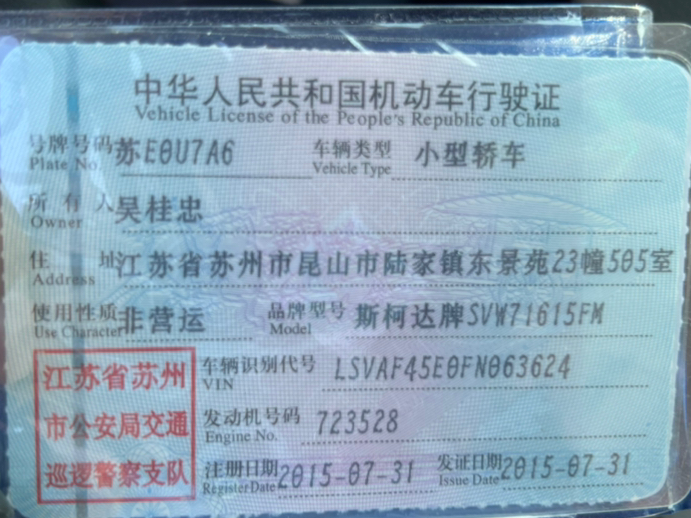 中华人民共和国机动车行驶证
Vehicle License of the People's Republic of China
号牌号码 苏E0U7A6 车辆类型 小型轿车
Plate No. Vehicle Type
所有人 吴桂忠
Owner
住址 江苏省苏州市昆山市陆家镇东景苑23幢505室
Address
使用性质 非营运 品牌型号 斯柯达牌SVW71615FM
Use Character Model
江苏省苏州
市公安局交通
巡逻警察支队
车辆识别代号 LSVAF45E0FN063624
VIN
发动机号码 723528
Engine No.
注册日期 2015-07-31 发证日期 2015-07-31
Register Date Issue Date